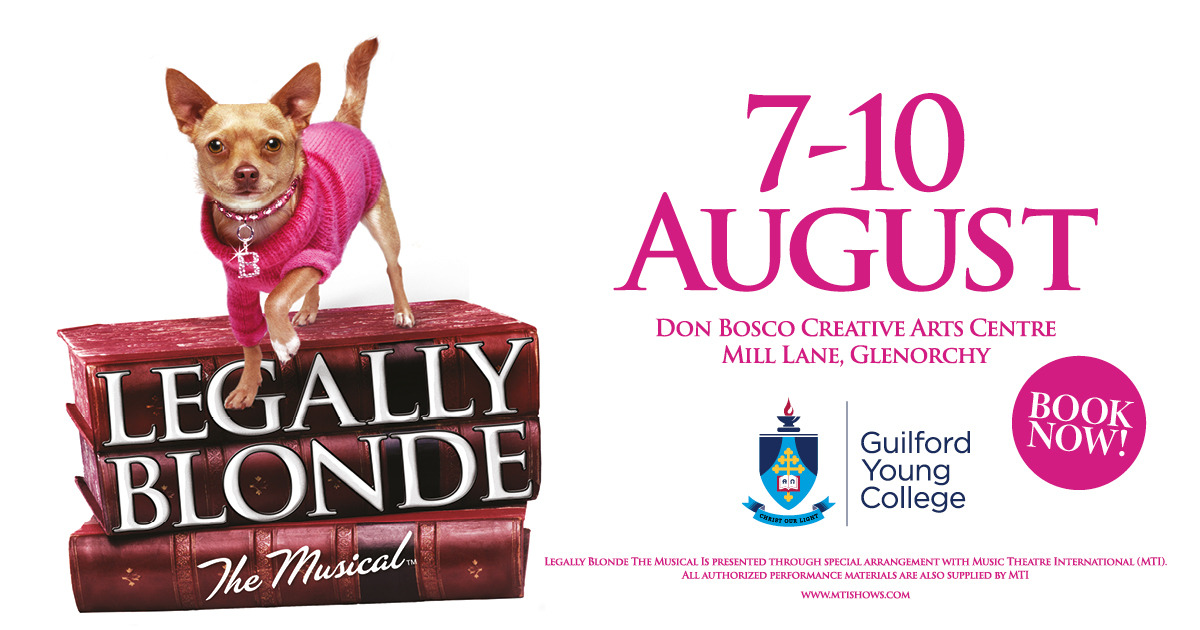 LEGALLY
BLONDE
The Musical™
B
7-10
AUGUST
DON BOSCO CREATIVE ARTS CENTRE
MILL LANE, GLENORCHY
BOOK
NOW!
Guilford
Young
College
A Ω
CHRIST OUR LIGHT
LEGALLY BLONDE THE MUSICAL IS PRESENTED THROUGH SPECIAL ARRANGEMENT WITH MUSIC THEATRE INTERNATIONAL (MTI).
ALL AUTHORIZED PERFORMANCE MATERIALS ARE ALSO SUPPLIED BY MTI
WWW.MTISHOWS.COM